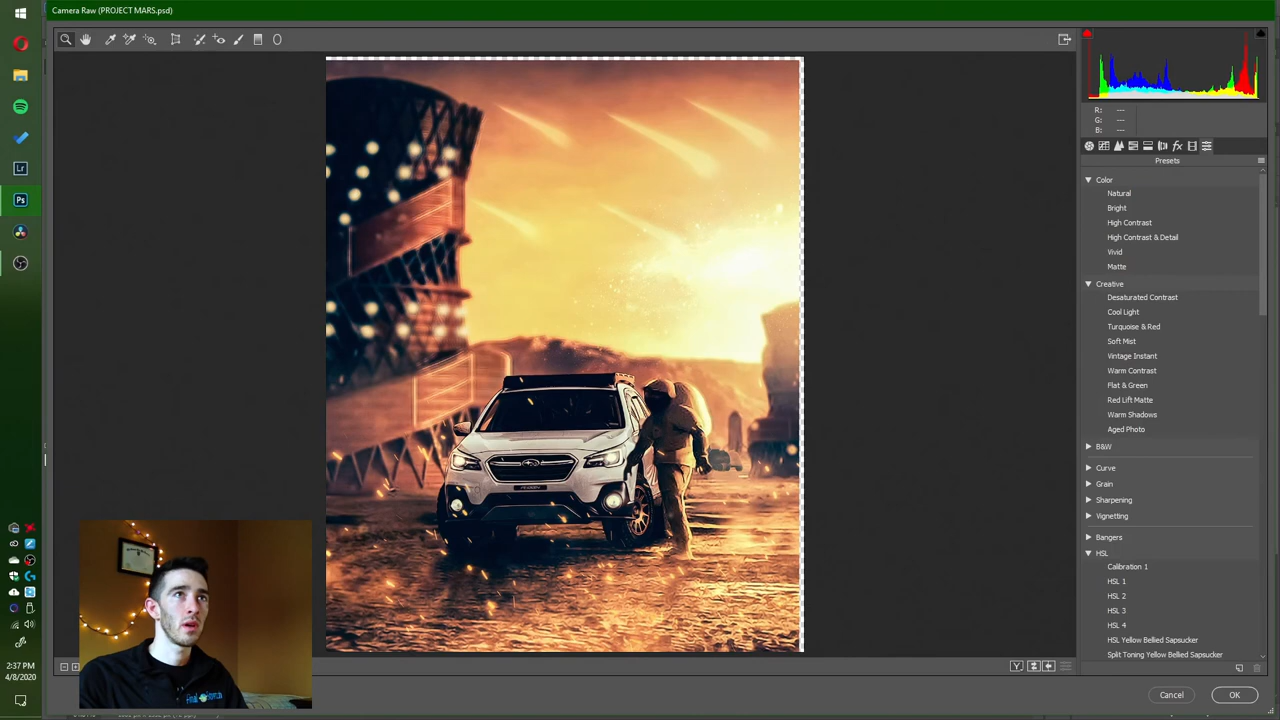 Camera Raw (PROJECT MARS.psd)
R: ---
G: ---
B: ---
Presets
Color
Natural
Bright
High Contrast
High Contrast & Detail
Vivid
Matte
Creative
Desaturated Contrast
Cool Light
Turquoise & Red
Soft Mist
Vintage Instant
Warm Contrast
Flat & Green
Red Lift Matte
Warm Shadows
Aged Photo
B&W
Curve
Grain
Sharpening
Vignetting
Bangers
HSL
Calibration 1
HSL 1
HSL 2
HSL 3
HSL 4
HSL Yellow Bellied Sapsucker
Split Toning Yellow Bellied Sapsucker
Lr
Ps
2:37 PM
4/8/2020
Y
Cancel
OK